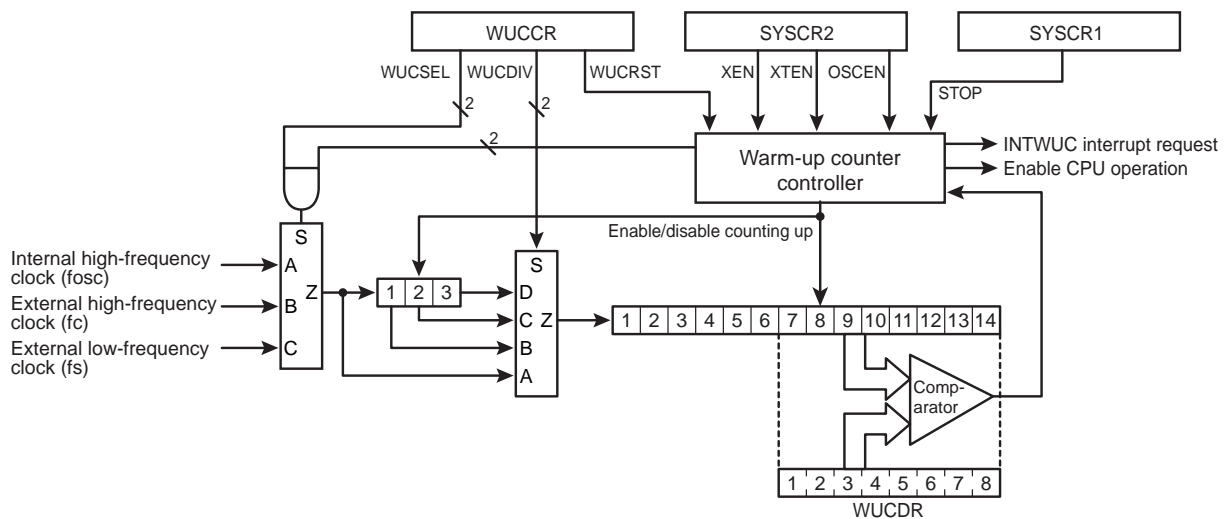 WUCCR
SYSCR2
SYSCR1
WUCSEL
WUCDIV
WUCRST
XEN
XTEN
OSCEN
STOP
2
2
2
Warm-up counter
controller
INTWUC interrupt request
Enable CPU operation
Enable/disable counting up
S
A
B
C
Z
Internal high-frequency
clock (fosc)
External high-frequency
clock (fc)
External low-frequency
clock (fs)
1 2 3
S
D
C
B
A
Z
1 2 3 4 5 6 7 8 9 10 11 12 13 14
Comp-
arator
1 2 3 4 5 6 7 8
WUCDR